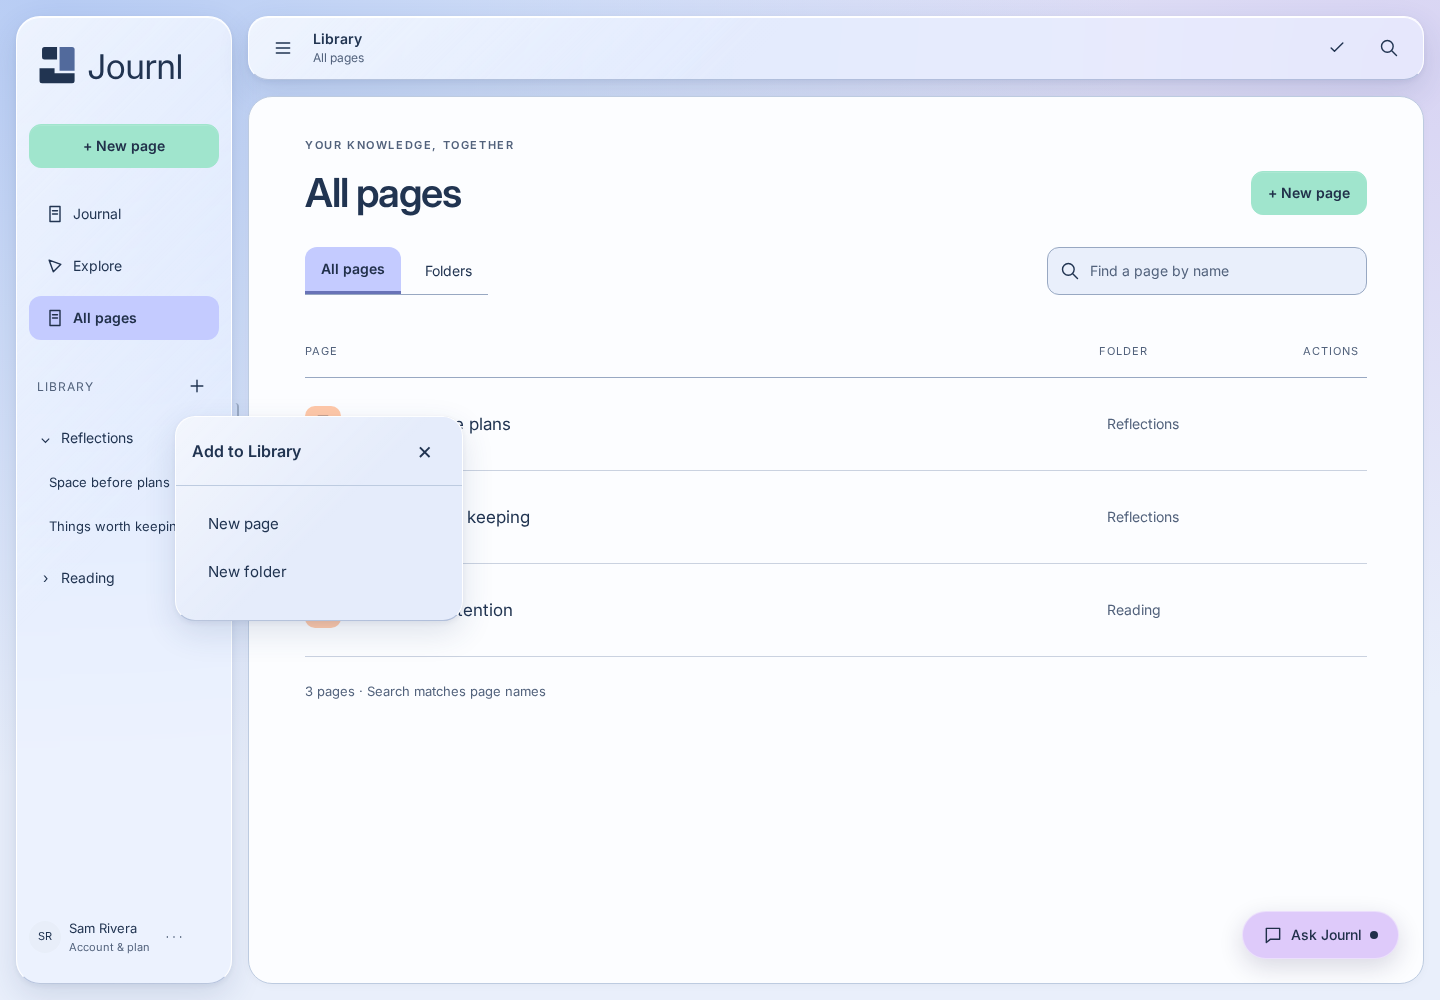 Journl
+ New page
Journal
Explore
All pages
LIBRARY
Reflections
Space before plans
Things worth keepin
Reading
SR
Sam Rivera
Account & plan
Library
All pages
YOUR KNOWLEDGE, TOGETHER
All pages
+ New page
All pages
Folders
Find a page by name
PAGE
FOLDER
ACTIONS
plans
Reflections
keeping
Reflections
tention
Reading
3 pages · Search matches page names
Add to Library
New page
New folder
Ask Journl